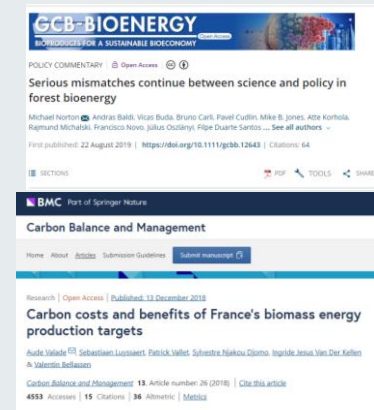 GCB-BIOENERGY
Open Access
BIOPRODUCTS FOR A SUSTAINABLE BIOECONOMY
POLICY COMMENTARY Open Access
Serious mismatches continue between science and policy in
forest bioenergy
Michael Norton, Andras Baldi, Vicas Buda, Bruno Carli, Pavel Cudlin, Mike B. Jones, Atte Korhola,
Rajmund Michalski, Francisco Novo, Július Oszlányi, Filpe Duarte Santos ... See all authors
First published: 22 August 2019 | https://doi.org/10.1111/gcbb.12643 | Citations: 64
SECTIONS PDF TOOLS SHARE
BMC Part of Springer Nature
Carbon Balance and Management
Home About Articles Submission Guidelines Submit manuscript
Research | Open Access | Published: 13 December 2018
Carbon costs and benefits of France's biomass energy
production targets
Aude Valade, Sebastiaan Luyssaert, Patrick Vallet, Sylvestre Njakou Djomo, Ingride Jesus Van Der Kellen
& Valentin Bellassen
Carbon Balance and Management 13, Article number: 26 (2018) | Cite this article
4553 Accesses | 15 Citations | 36 Altmetric | Metrics